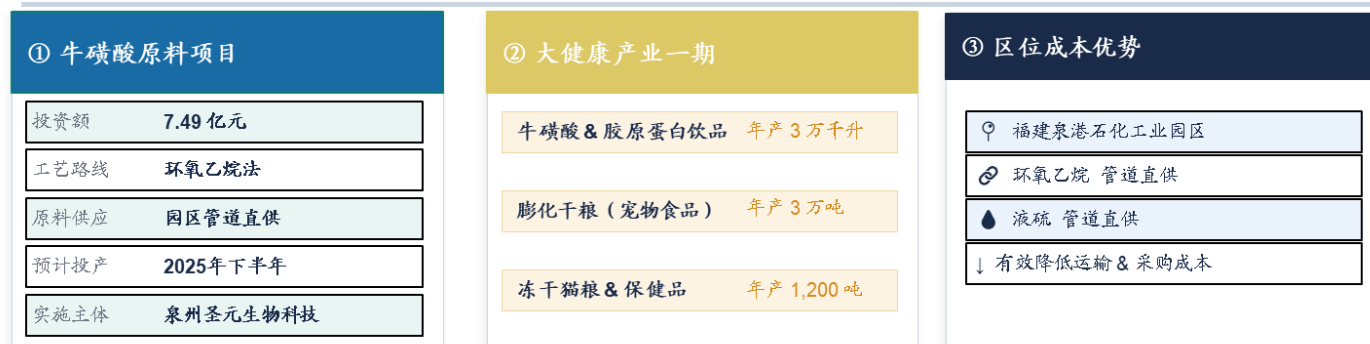 ① 牛磺酸原料项目
投资额 7.49 亿元
工艺路线 环氧乙烷法
原料供应 园区管道直供
预计投产 2025年下半年
实施主体 泉州圣元生物科技
② 大健康产业一期
牛磺酸 & 胶原蛋白饮品 年产 3 万千升
膨化干粮（宠物食品） 年产 3 万吨
冻干猫粮 & 保健品 年产 1,200 吨
③ 区位成本优势
福建泉港石化工业园区
环氧乙烷 管道直供
液硫 管道直供
↓ 有效降低运输 & 采购成本